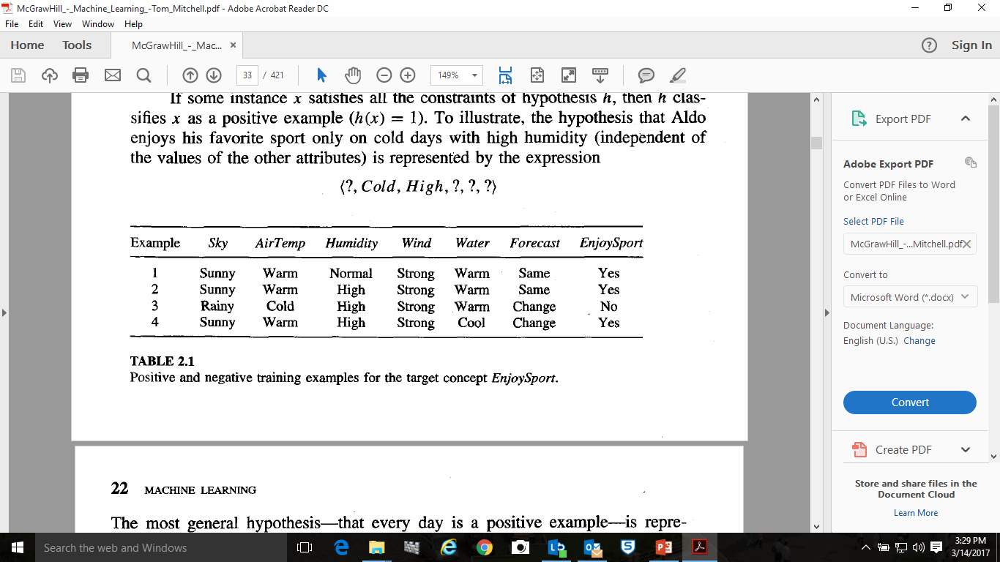 McGrawHill_-_Machine_Learning_-Tom_Mitchell.pdf - Adobe Acrobat Reader DC
File Edit View Window Help
Home Tools McGrawHill_-_Mac... × ? Sign In
33 / 421 149%
If some instance x satisfies all the constraints of hypothesis h, then h clas-
sifies x as a positive example (h(x) = 1). To illustrate, the hypothesis that Aldo
enjoys his favorite sport only on cold days with high humidity (independent of
the values of the other attributes) is represented by the expression
⟨?, Cold, High, ?, ?, ?⟩
Example Sky AirTemp Humidity Wind Water Forecast EnjoySport
1 Sunny Warm Normal Strong Warm Same Yes
2 Sunny Warm High Strong Warm Same Yes
3 Rainy Cold High Strong Warm Change No
4 Sunny Warm High Strong Cool Change Yes
TABLE 2.1
Positive and negative training examples for the target concept EnjoySport.
22 MACHINE LEARNING
The most general hypothesis—that every day is a positive example—is repre-
Export PDF
Adobe Export PDF
Convert PDF Files to Word
or Excel Online
Select PDF File
McGrawHill_-...Mitchell.pdf
Convert to
Microsoft Word (*.docx)
Document Language:
English (U.S.) Change
Convert
Create PDF
Store and share files in the
Document Cloud
Learn More
Search the web and Windows
3:29 PM
3/14/2017